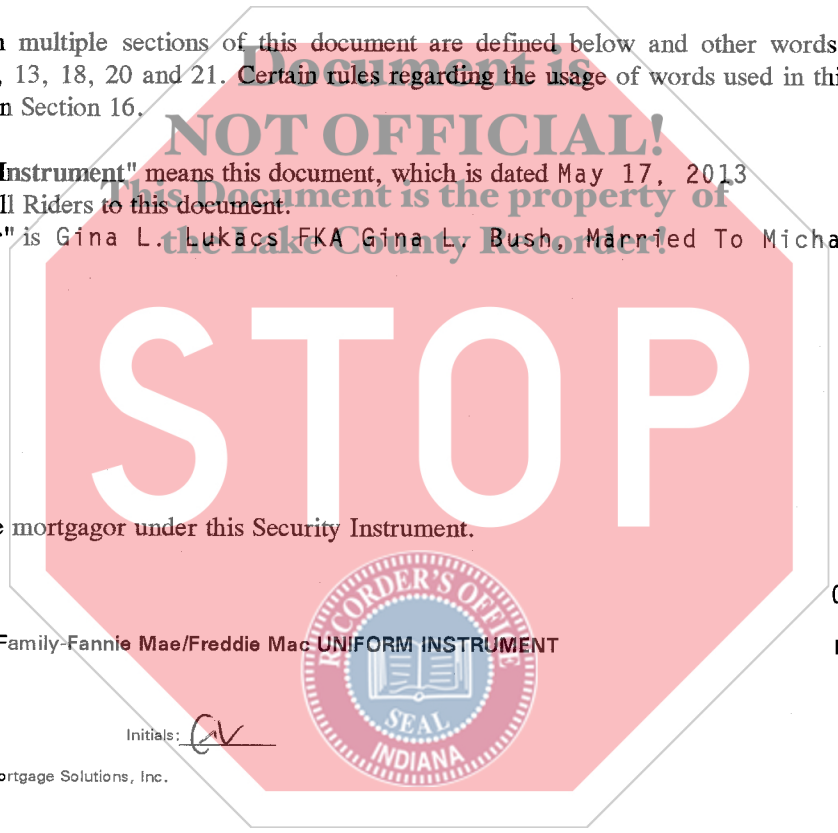 multiple sections of this document are defined below and other words
, 13, 18, 20 and 21. Certain rules regarding the usage of words used in thi
n Section 16.
Document is
NOT OFFICIAL!
This Document is the property of
the Lake County Recorder!
Instrument" means this document, which is dated May 17, 2013
ll Riders to this document.
" is Gina L. Lukacs FKA Gina L. Bush, Married To Micha
STOP
e mortgagor under this Security Instrument.
Family-Fannie Mae/Freddie Mac UNIFORM INSTRUMENT
RECORDER'S OFFICE
SEAL
INDIANA
Initials:
ortgage Solutions, Inc.